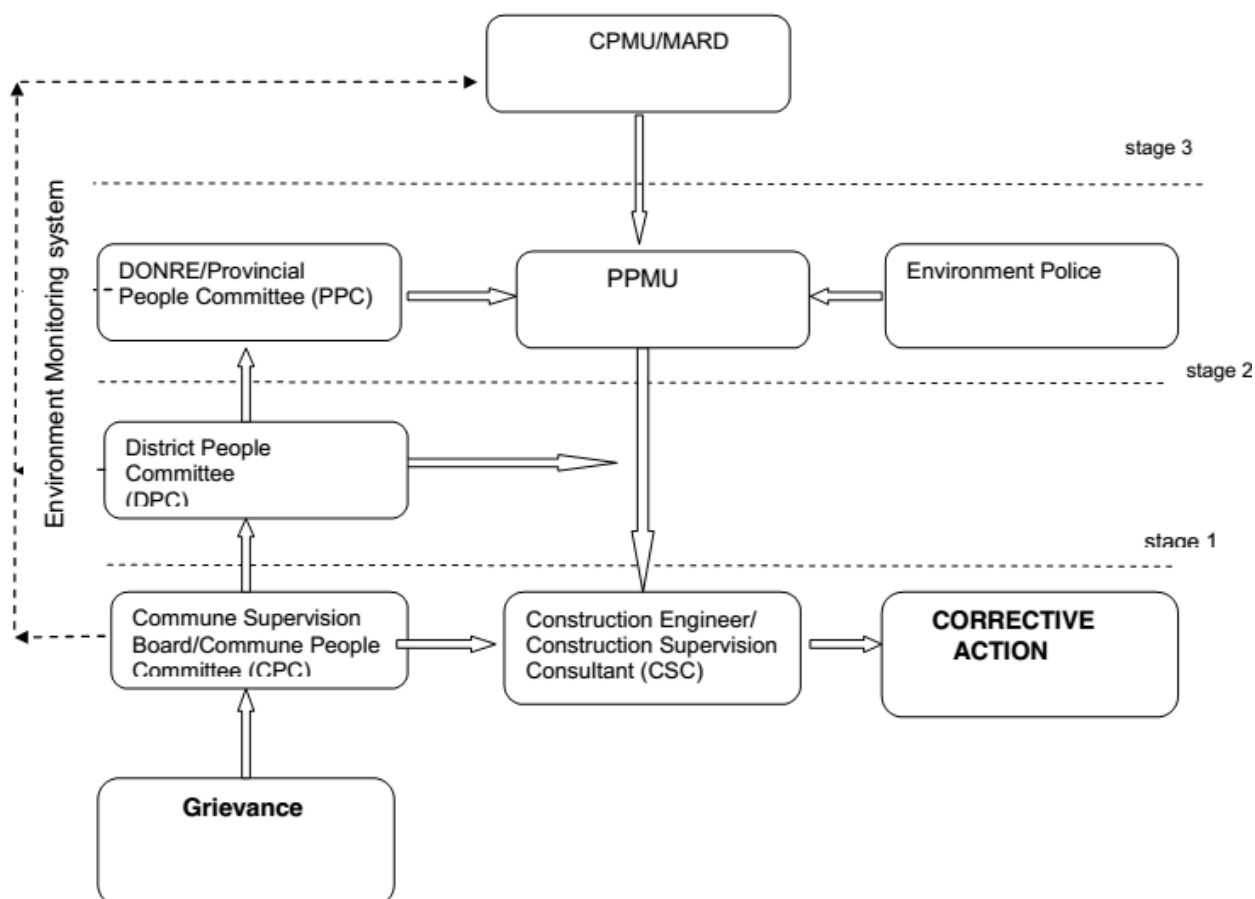 CPMU/MARD
stage 3
Environment Monitoring system
DONRE/Provincial
People Committee (PPC)
PPMU
Environment Police
stage 2
District People
Committee
(DPC)
stage 1
Commune Supervision
Board/Commune People
Committee (CPC)
Construction Engineer/
Construction Supervision
Consultant (CSC)
CORRECTIVE
ACTION
Grievance